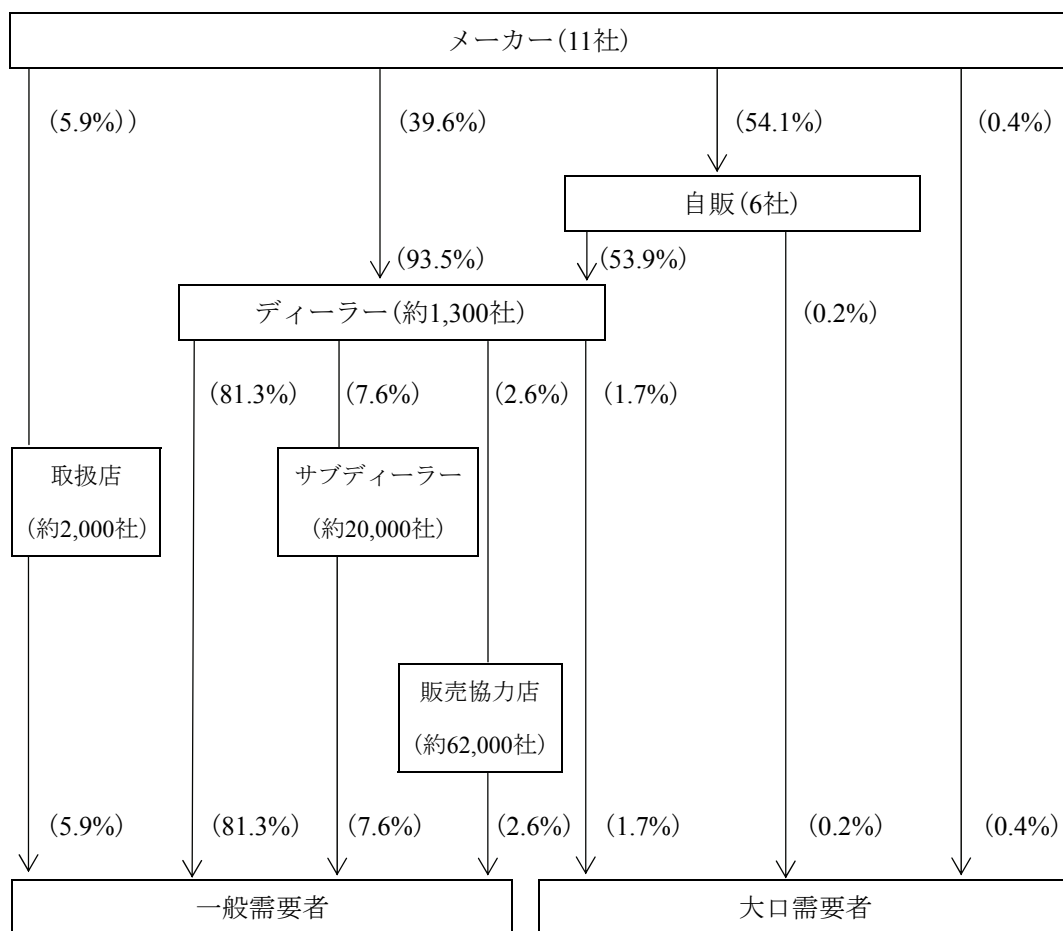 メーカー(11社)
(5.9%))
(39.6%)
(54.1%)
(0.4%)
自販(6社)
(93.5%)
(53.9%)
ディーラー(約1,300社)
(0.2%)
(81.3%)
(7.6%)
(2.6%)
(1.7%)
取扱店
(約2,000社)
サブディーラー
(約20,000社)
販売協力店
(約62,000社)
(5.9%)
(81.3%)
(7.6%)
(2.6%)
(1.7%)
(0.2%)
(0.4%)
一般需要者
大口需要者